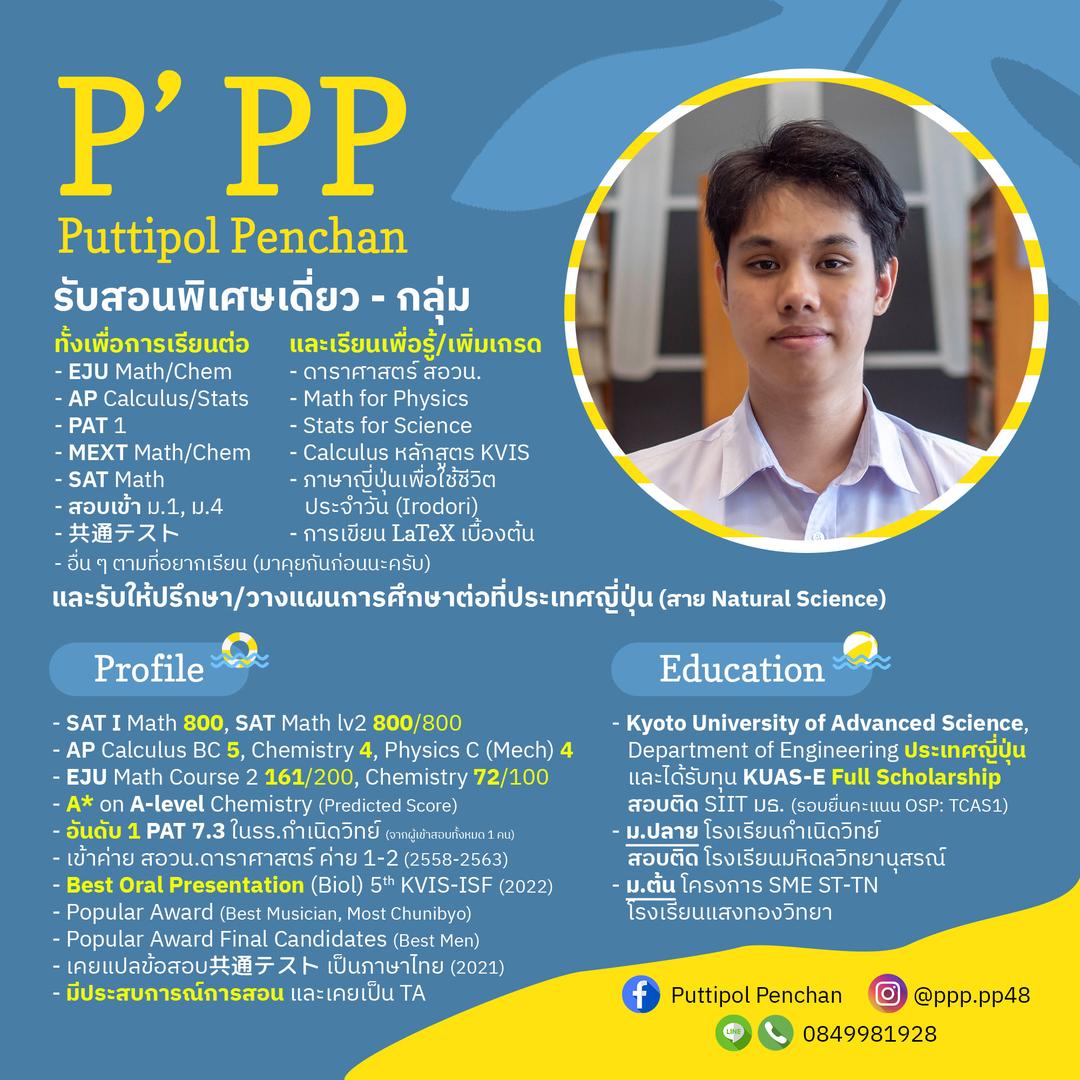 P’ PP
Puttipol Penchan
รับสอนพิเศษเดี่ยว - กลุ่ม
ทั้งเพื่อการเรียนต่อ
- EJU Math/Chem
- AP Calculus/Stats
- PAT 1
- MEXT Math/Chem
- SAT Math
- สอบเข้า ม.1, ม.4
- 共通テスト
และเรียนเพื่อรู้/เพิ่มเกรด
- ดาราศาสตร์ สอวน.
- Math for Physics
- Stats for Science
- Calculus หลักสูตร KVIS
- ภาษาญี่ปุ่นเพื่อใช้ชีวิต
ประจำวัน (Irodori)
- การเขียน LaTeX เบื้องต้น
- อื่น ๆ ตามที่อยากเรียน (มาคุยกันก่อนนะครับ)
และรับให้ปรึกษา/วางแผนการศึกษาต่อที่ประเทศญี่ปุ่น (สาย Natural Science)
Profile
- SAT I Math 800, SAT Math lv2 800/800
- AP Calculus BC 5, Chemistry 4, Physics C (Mech) 4
- EJU Math Course 2 161/200, Chemistry 72/100
- A* on A-level Chemistry (Predicted Score)
- อันดับ 1 PAT 7.3 ในรร.กำเนิดวิทย์ (จากผู้เข้าสอบทั้งหมด 1 คน)
- เข้าค่าย สอวน.ดาราศาสตร์ ค่าย 1-2 (2558-2563)
- Best Oral Presentation (Biol) 5th KVIS-ISF (2022)
- Popular Award (Best Musician, Most Chunibyo)
- Popular Award Final Candidates (Best Men)
- เคยแปลข้อสอบ共通テスト เป็นภาษาไทย (2021)
- มีประสบการณ์การสอน และเคยเป็น TA
Education
- Kyoto University of Advanced Science,
Department of Engineering ประเทศญี่ปุ่น
และได้รับทุน KUAS-E Full Scholarship
สอบติด SIIT มธ. (รอบยื่นคะแนน OSP: TCAS1)
- ม.ปลาย โรงเรียนกำเนิดวิทย์
สอบติด โรงเรียนมหิดลวิทยานุสรณ์
- ม.ต้น โครงการ SME ST-TN
โรงเรียนแสงทองวิทยา
Puttipol Penchan
@ppp.pp48
LINE
0849981928